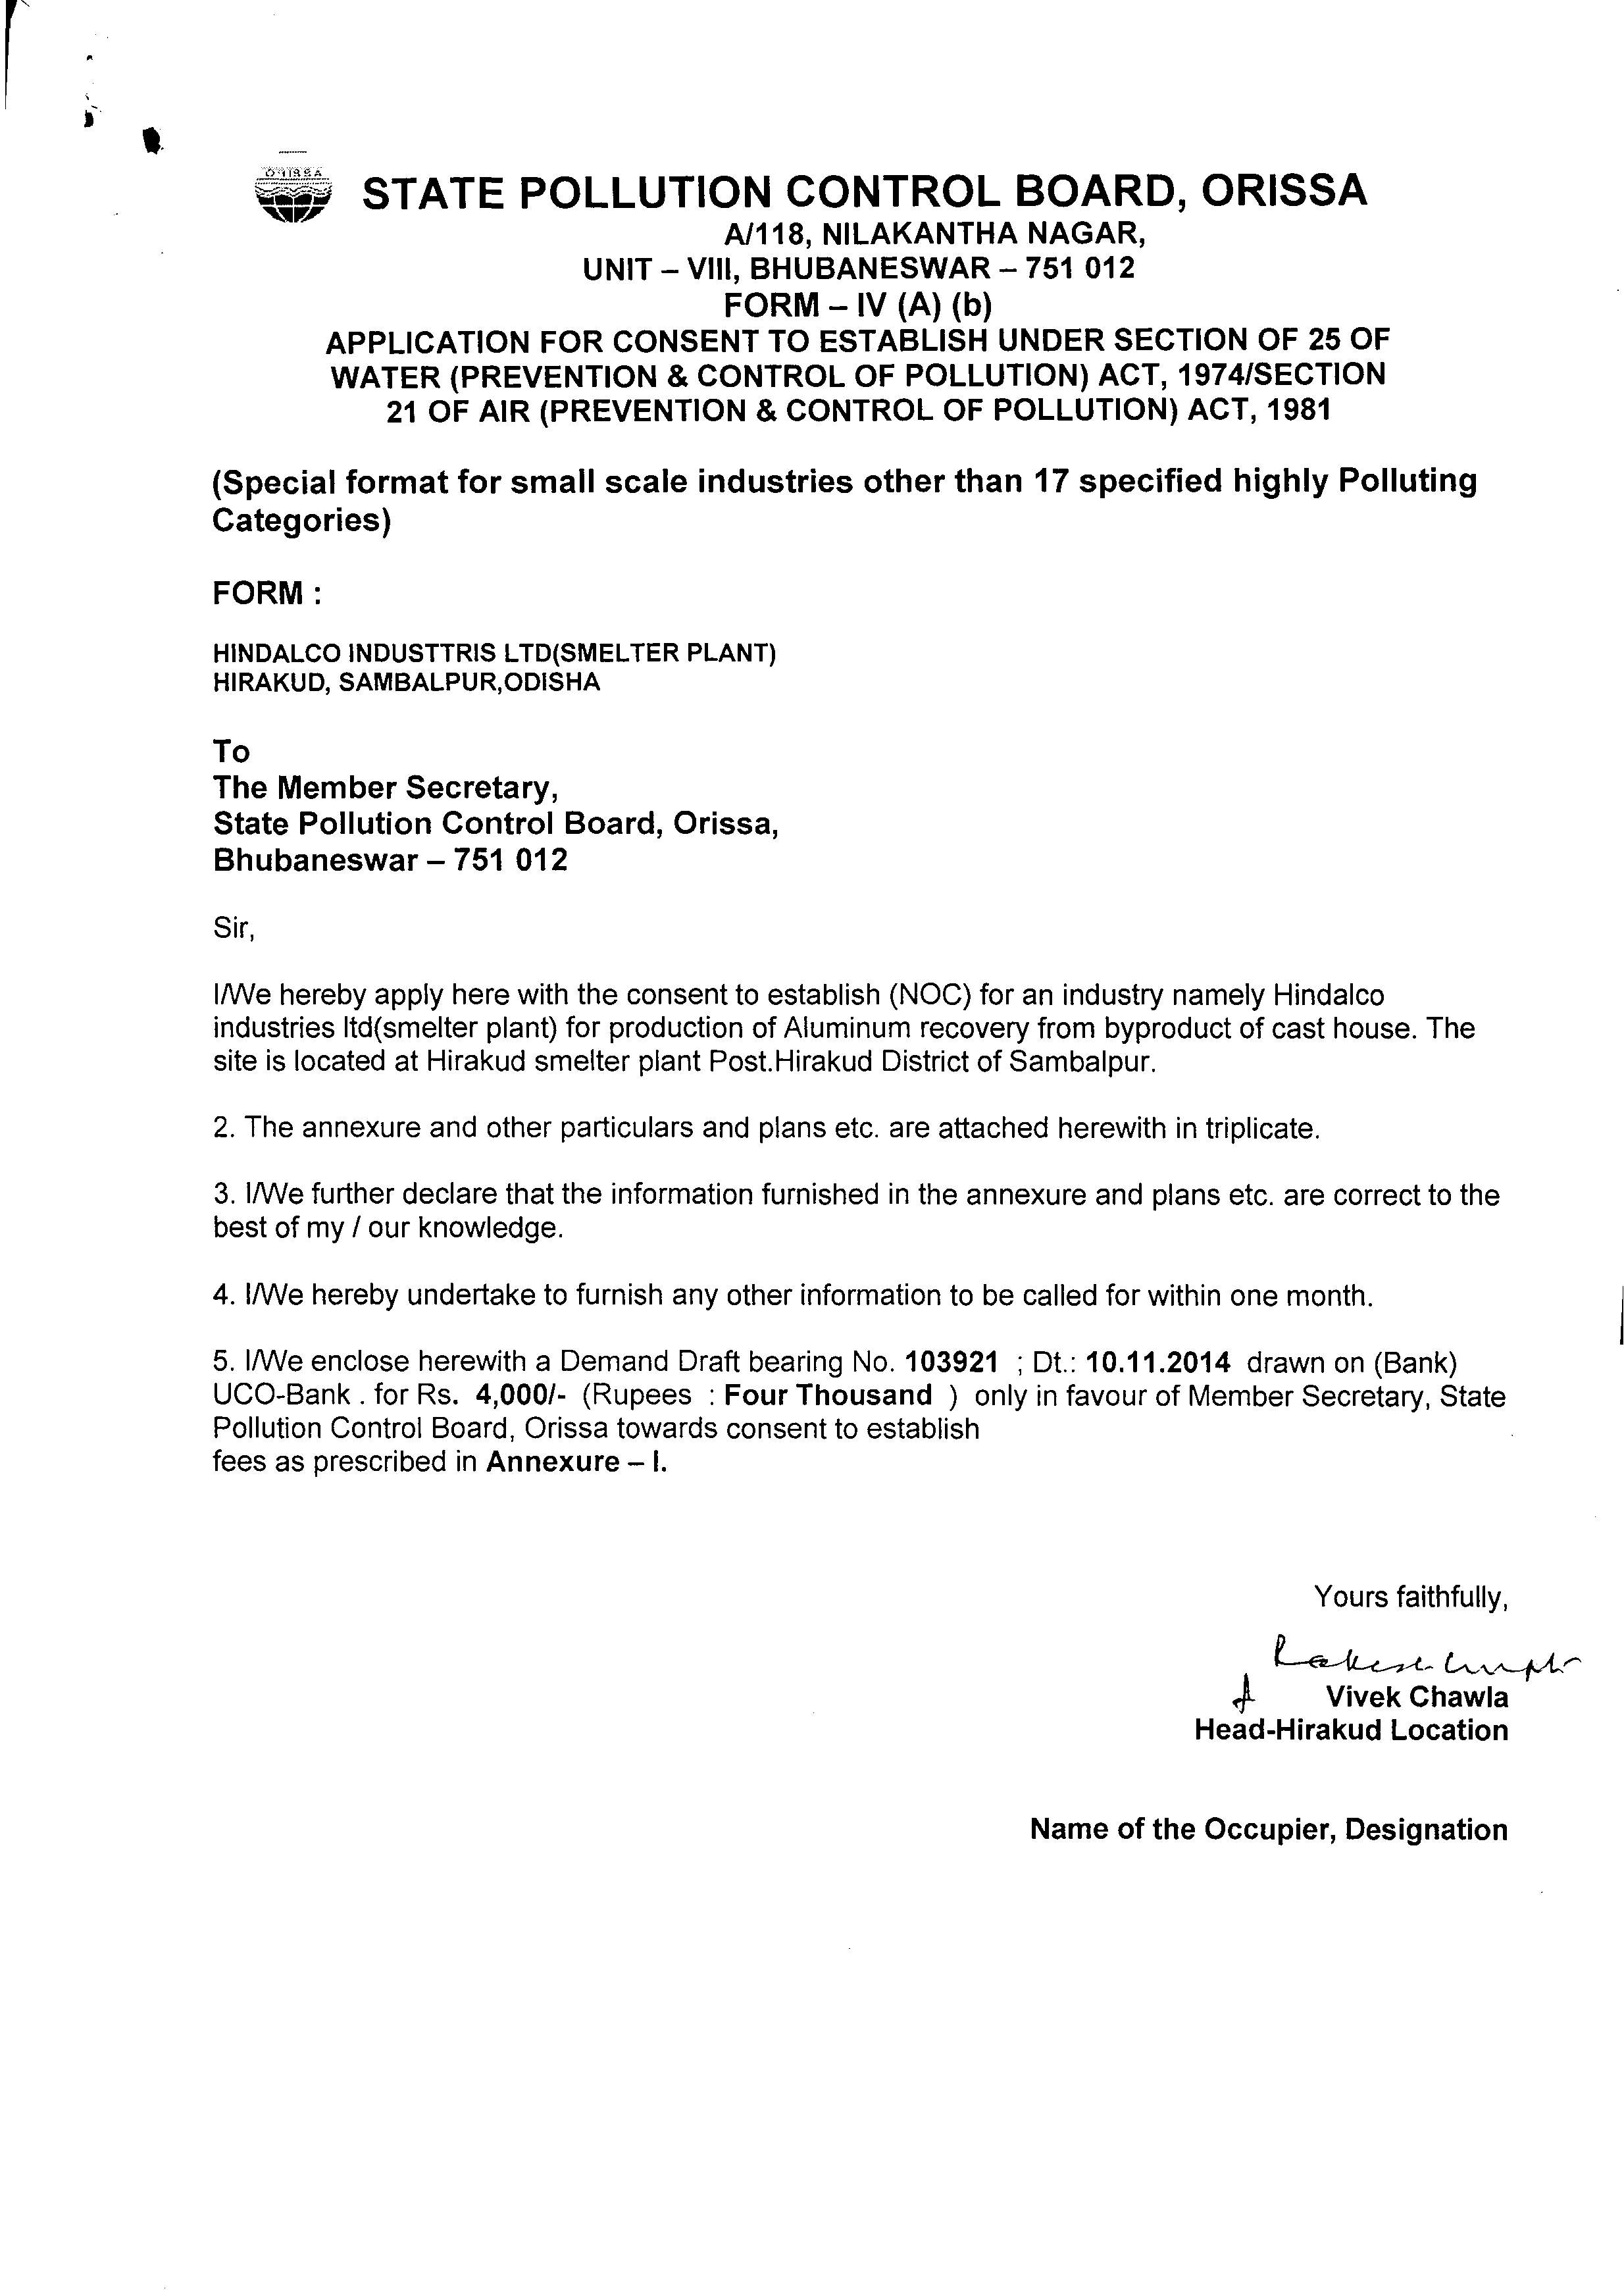 ORISSA
STATE POLLUTION CONTROL BOARD, ORISSA
A/118, NILAKANTHA NAGAR,
UNIT – VIII, BHUBANESWAR – 751 012
FORM – IV (A) (b)
APPLICATION FOR CONSENT TO ESTABLISH UNDER SECTION OF 25 OF
WATER (PREVENTION & CONTROL OF POLLUTION) ACT, 1974/SECTION
21 OF AIR (PREVENTION & CONTROL OF POLLUTION) ACT, 1981
(Special format for small scale industries other than 17 specified highly Polluting
Categories)
FORM :
HINDALCO INDUSTTRIS LTD(SMELTER PLANT)
HIRAKUD, SAMBALPUR,ODISHA
To
The Member Secretary,
State Pollution Control Board, Orissa,
Bhubaneswar – 751 012
Sir,
I/We hereby apply here with the consent to establish (NOC) for an industry namely Hindalco
industries ltd(smelter plant) for production of Aluminum recovery from byproduct of cast house. The
site is located at Hirakud smelter plant Post.Hirakud District of Sambalpur.
2. The annexure and other particulars and plans etc. are attached herewith in triplicate.
3. I/We further declare that the information furnished in the annexure and plans etc. are correct to the
best of my / our knowledge.
4. I/We hereby undertake to furnish any other information to be called for within one month.
5. I/We enclose herewith a Demand Draft bearing No. 103921 ; Dt.: 10.11.2014 drawn on (Bank)
UCO-Bank . for Rs. 4,000/- (Rupees : Four Thousand ) only in favour of Member Secretary, State
Pollution Control Board, Orissa towards consent to establish
fees as prescribed in Annexure – I.
Yours faithfully,
Vivek Chawla
Head-Hirakud Location
Name of the Occupier, Designation